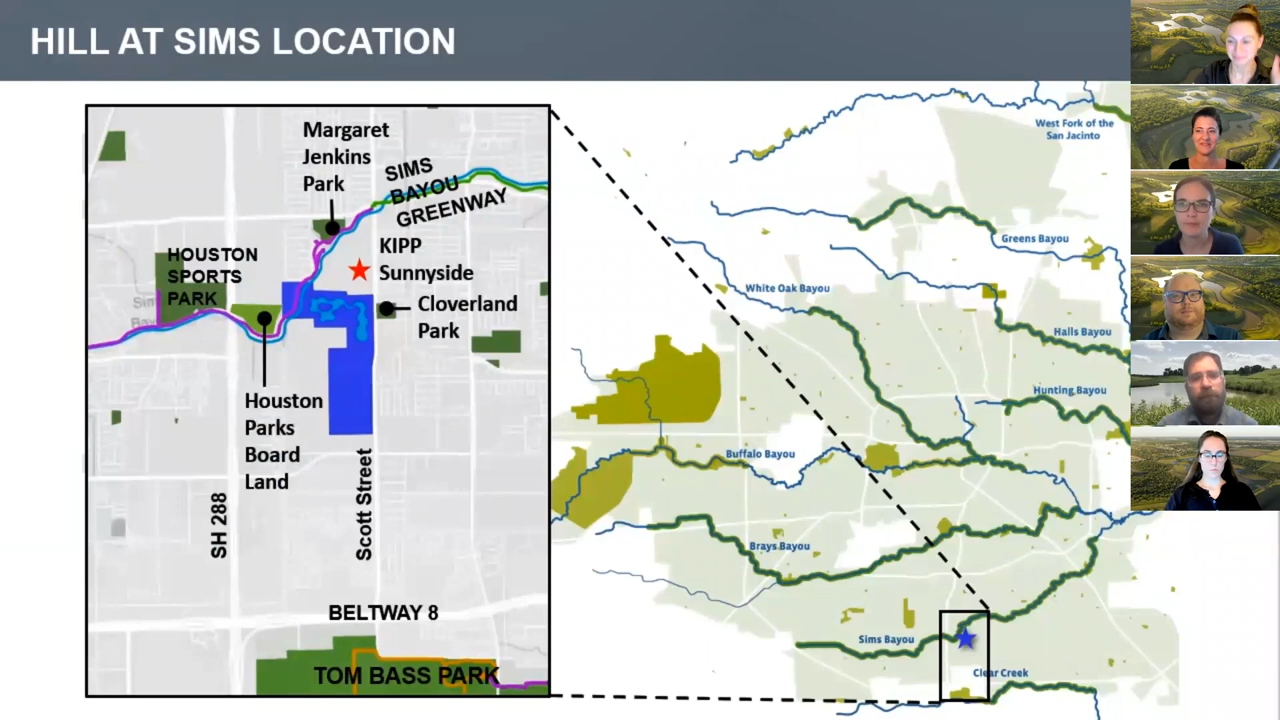 HILL AT SIMS LOCATION
Margaret
Jenkins
Park
SIMS
BAYOU
GREENWAY
HOUSTON
SPORTS
PARK
KIPP
Sunnyside
Cloverland
Park
Houston
Parks
Board
Land
SH 288
Scott Street
BELTWAY 8
TOM BASS PARK
West Fork of the
San Jacinto
Greens Bayou
White Oak Bayou
Halls Bayou
Hunting Bayou
Buffalo Bayou
Brays Bayou
Sims Bayou
Clear Creek